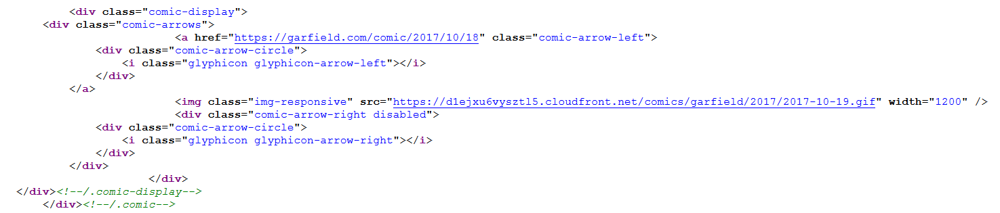 <div class="comic-display">
<div class="comic-arrows">
<a href="https://garfield.com/comic/2017/10/18" class="comic-arrow-left">
<div class="comic-arrow-circle">
<i class="glyphicon glyphicon-arrow-left"></i>
</div>
</a>
<img class="img-responsive" src="https://d1ejxu6vysztl5.cloudfront.net/comics/garfield/2017/2017-10-19.gif" width="1200" />
<div class="comic-arrow-right disabled">
<div class="comic-arrow-circle">
<i class="glyphicon glyphicon-arrow-right"></i>
</div>
</div>
</div>
</div><!--/.comic-display-->
</div><!--/.comic-->